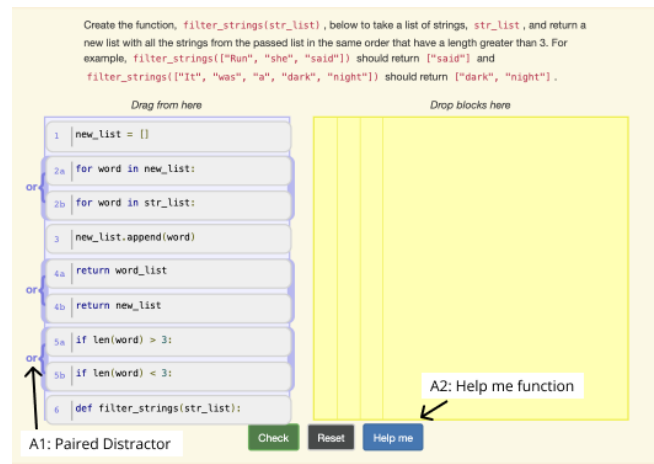 Create the function, filter_strings(str_list) , below to take a list of strings, str_list , and return a
new list with all the strings from the passed list in the same order that have a length greater than 3. For
example, filter_strings(["Run", "she", "said"]) should return ["said"] and
filter_strings(["It", "was", "a", "dark", "night"]) should return ["dark", "night"] .
Drag from here
Drop blocks here
1 new_list = []
2a for word in new_list:
or{
2b for word in str_list:
3 new_list.append(word)
4a return word_list
or{
4b return new_list
5a if len(word) > 3:
or{
5b if len(word) < 3:
A2: Help me function
6 def filter_strings(str_list):
A1: Paired Distractor
Check Reset Help me